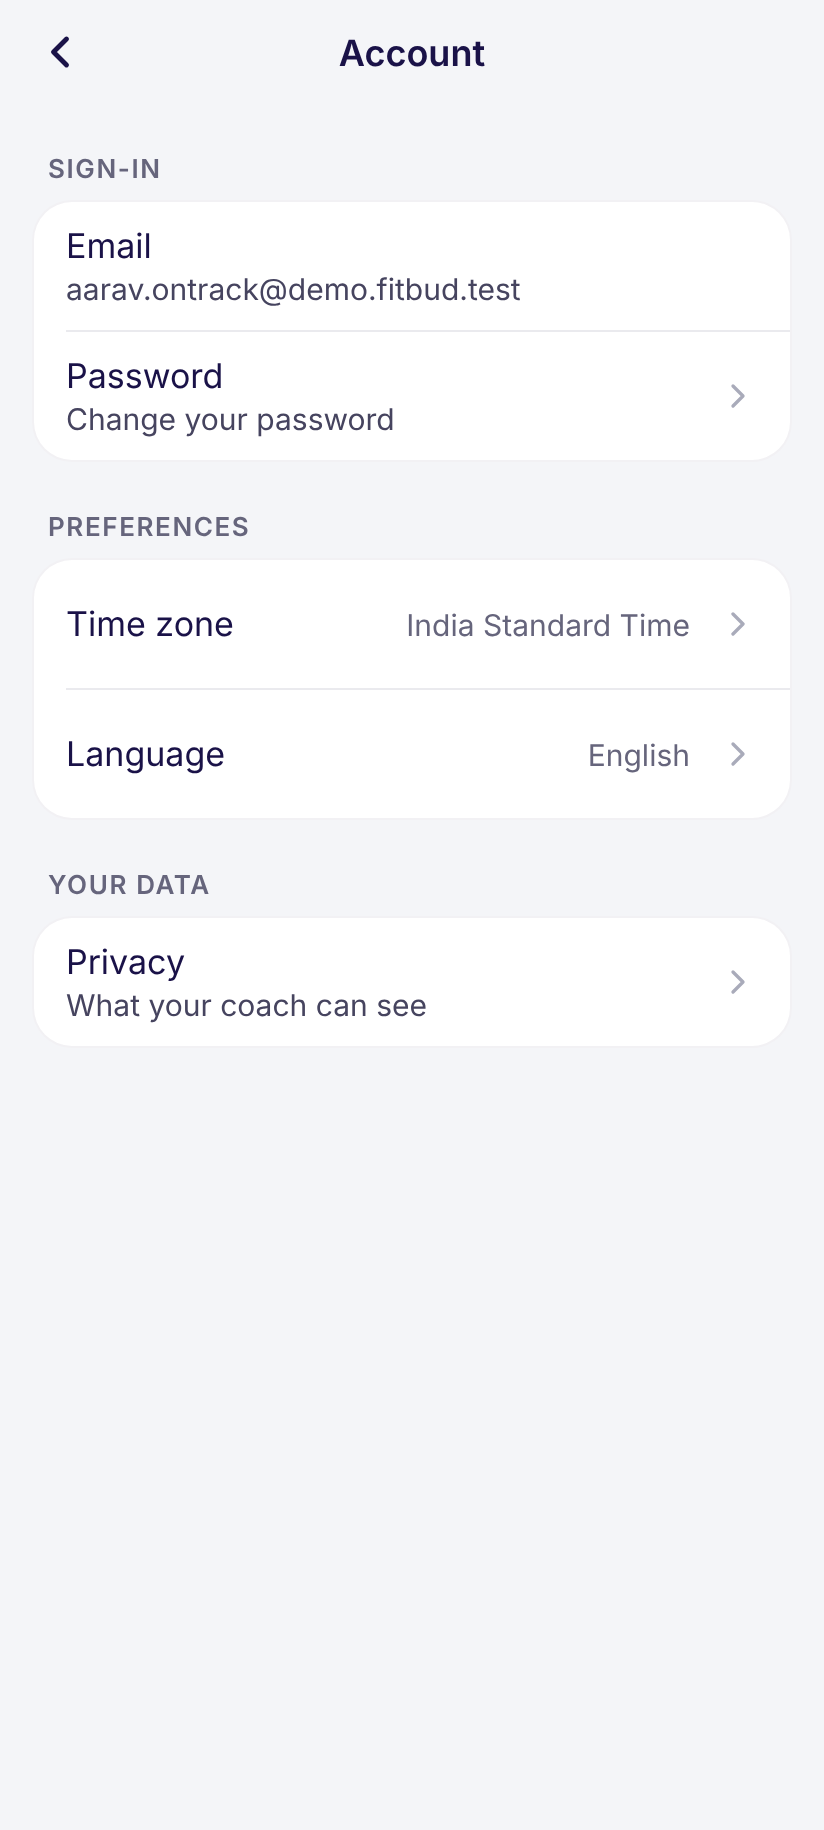 Account
SIGN-IN
Email
aarav.ontrack@demo.fitbud.test
Password
Change your password
PREFERENCES
Time zone
India Standard Time
Language
English
YOUR DATA
Privacy
What your coach can see